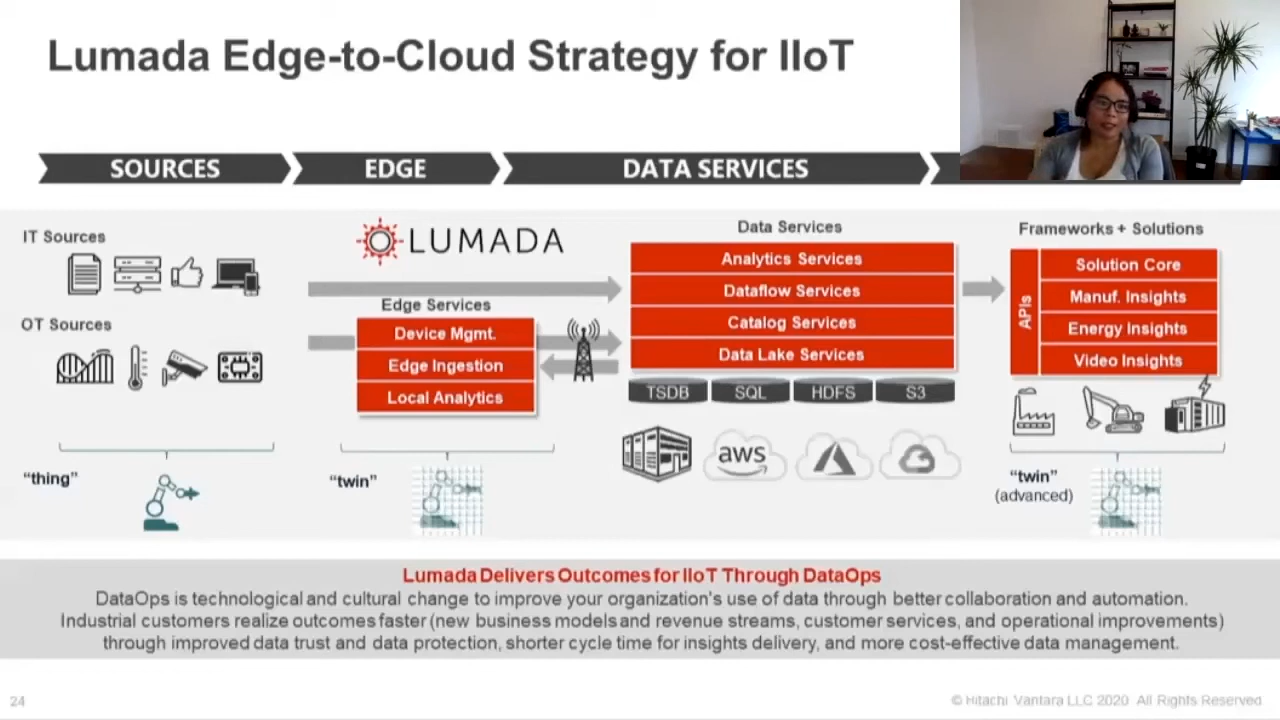 Lumada Edge-to-Cloud Strategy for IIoT
SOURCES
EDGE
DATA SERVICES
IT Sources
OT Sources
"thing"
LUMADA
Edge Services
Device Mgmt.
Edge Ingestion
Local Analytics
"twin"
Data Services
Analytics Services
Dataflow Services
Catalog Services
Data Lake Services
TSDB
SQL
HDFS
S3
aws
Frameworks + Solutions
APIs
Solution Core
Manuf. Insights
Energy Insights
Video Insights
"twin"
(advanced)
Lumada Delivers Outcomes for IIoT Through DataOps
DataOps is technological and cultural change to improve your organization's use of data through better collaboration and automation.
Industrial customers realize outcomes faster (new business models and revenue streams, customer services, and operational improvements)
through improved data trust and data protection, shorter cycle time for insights delivery, and more cost-effective data management.
24
© Hitachi Vantara LLC 2020 All Rights Reserved